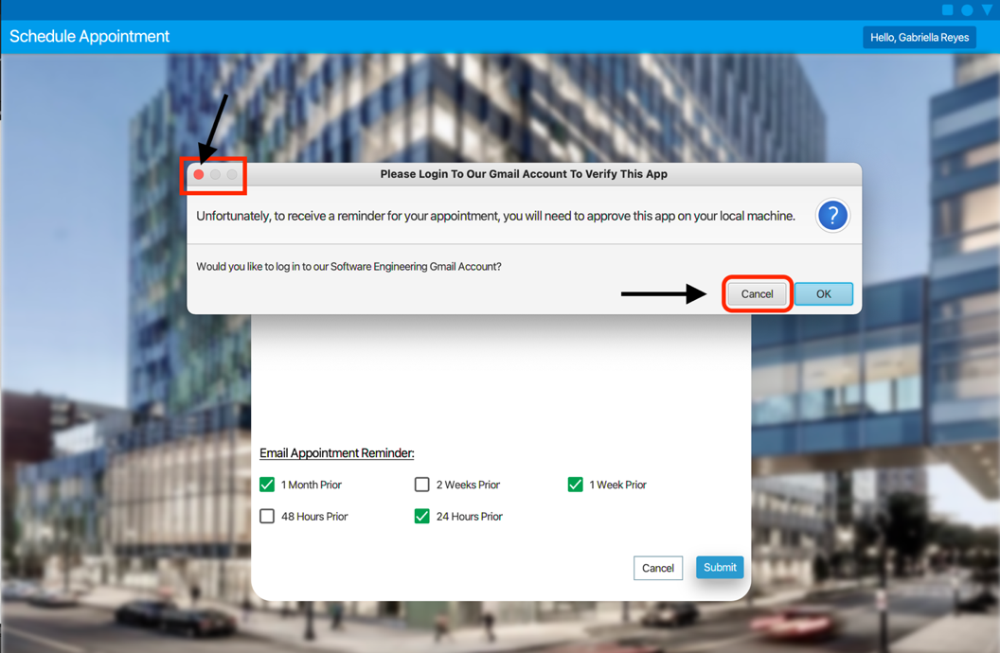 Schedule Appointment
Hello, Gabriella Reyes
Please Login To Our Gmail Account To Verify This App
Unfortunately, to receive a reminder for your appointment, you will need to approve this app on your local machine.
?
Would you like to log in to our Software Engineering Gmail Account?
Cancel
OK
Email Appointment Reminder:
1 Month Prior
2 Weeks Prior
1 Week Prior
48 Hours Prior
24 Hours Prior
Cancel
Submit